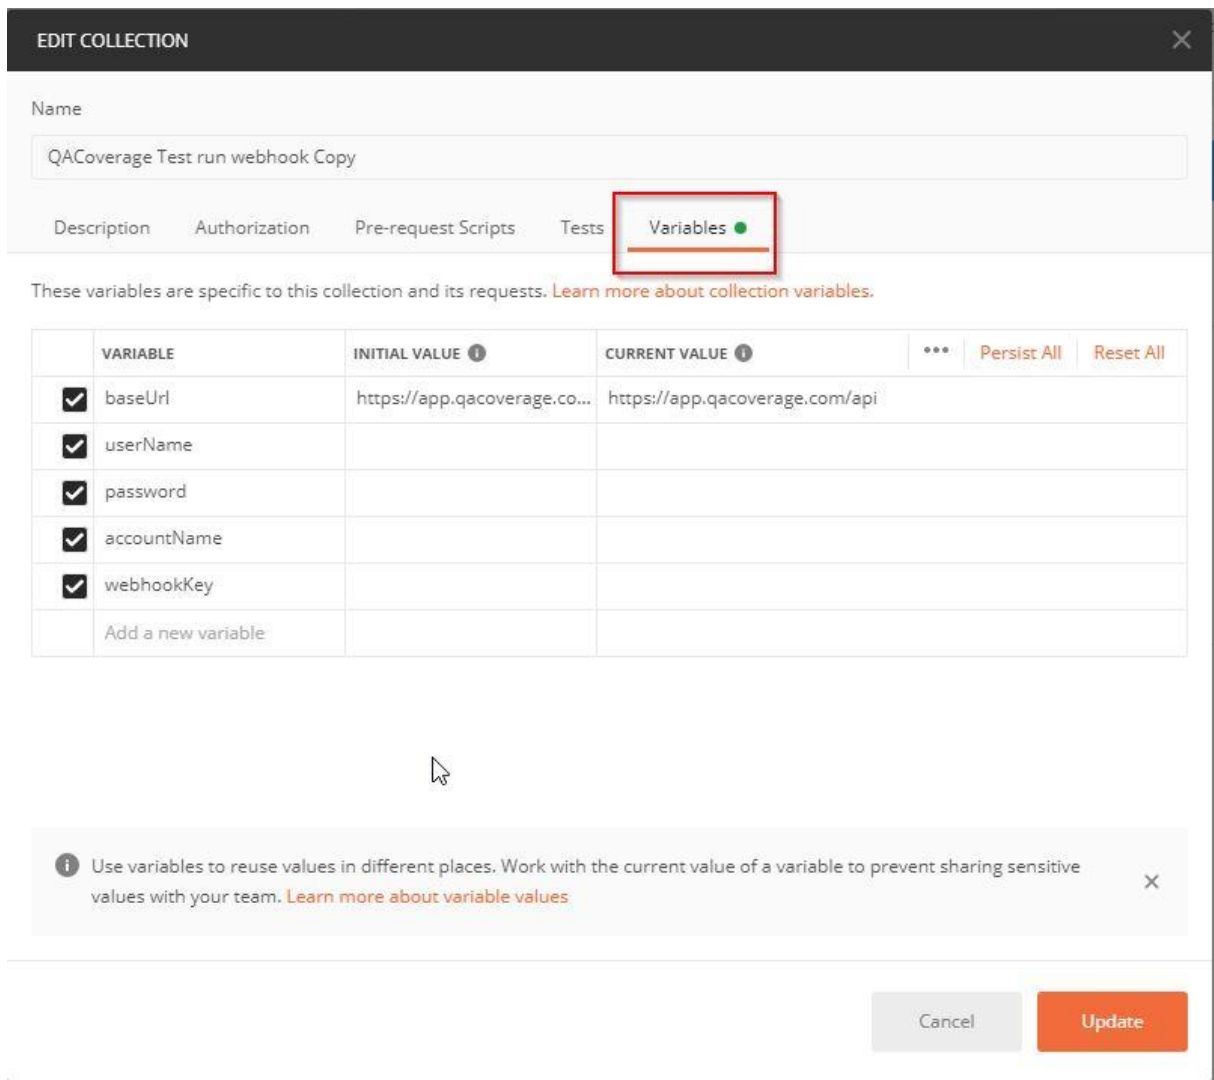 EDIT COLLECTION
Name
QACoverage Test run webhook Copy
Description Authorization Pre-request Scripts Tests Variables
These variables are specific to this collection and its requests. Learn more about collection variables.
VARIABLE INITIAL VALUE CURRENT VALUE ••• Persist All Reset All
baseUrl https://app.qacoverage.co... https://app.qacoverage.com/api
userName
password
accountName
webhookKey
Add a new variable
Use variables to reuse values in different places. Work with the current value of a variable to prevent sharing sensitive
values with your team. Learn more about variable values
Cancel Update